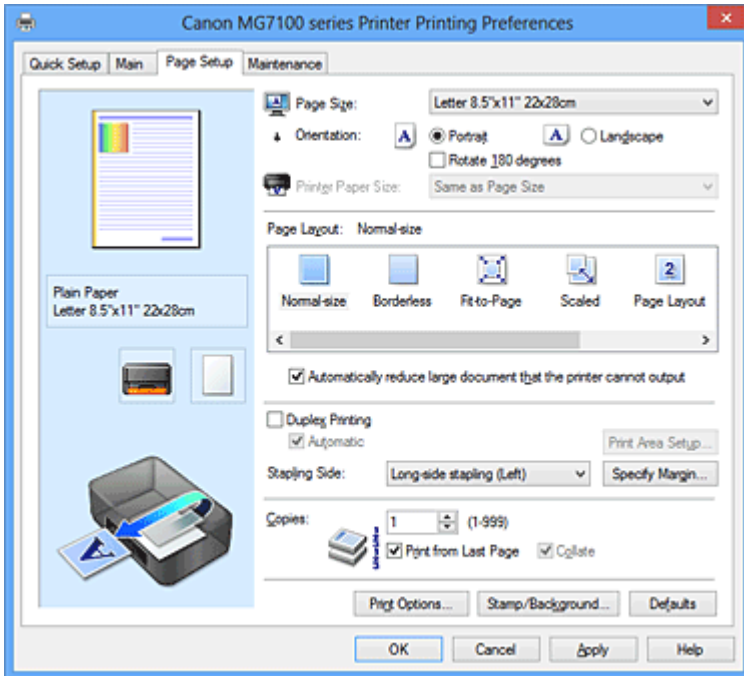 Canon MG7100 series Printer Printing Preferences
Quick Setup Main Page Setup Maintenance
Page Size: Letter 8.5"x11" 22x28cm
Orientation: A Portrait A Landscape
Rotate 180 degrees
Printer Paper Size: Same as Page Size
Page Layout: Normal-size
2
Normal-size Borderless Fit-to-Page Scaled Page Layout
Plain Paper
Letter 8.5"x11" 22x28cm
Automatically reduce large document that the printer cannot output
Duplex Printing
Automatic
Print Area Setup...
Stapling Side: Long-side stapling (Left) Specify Margin...
Copies: 1 (1-999)
Print from Last Page Collate
A
Print Options... Stamp/Background... Defaults
OK Cancel Apply Help